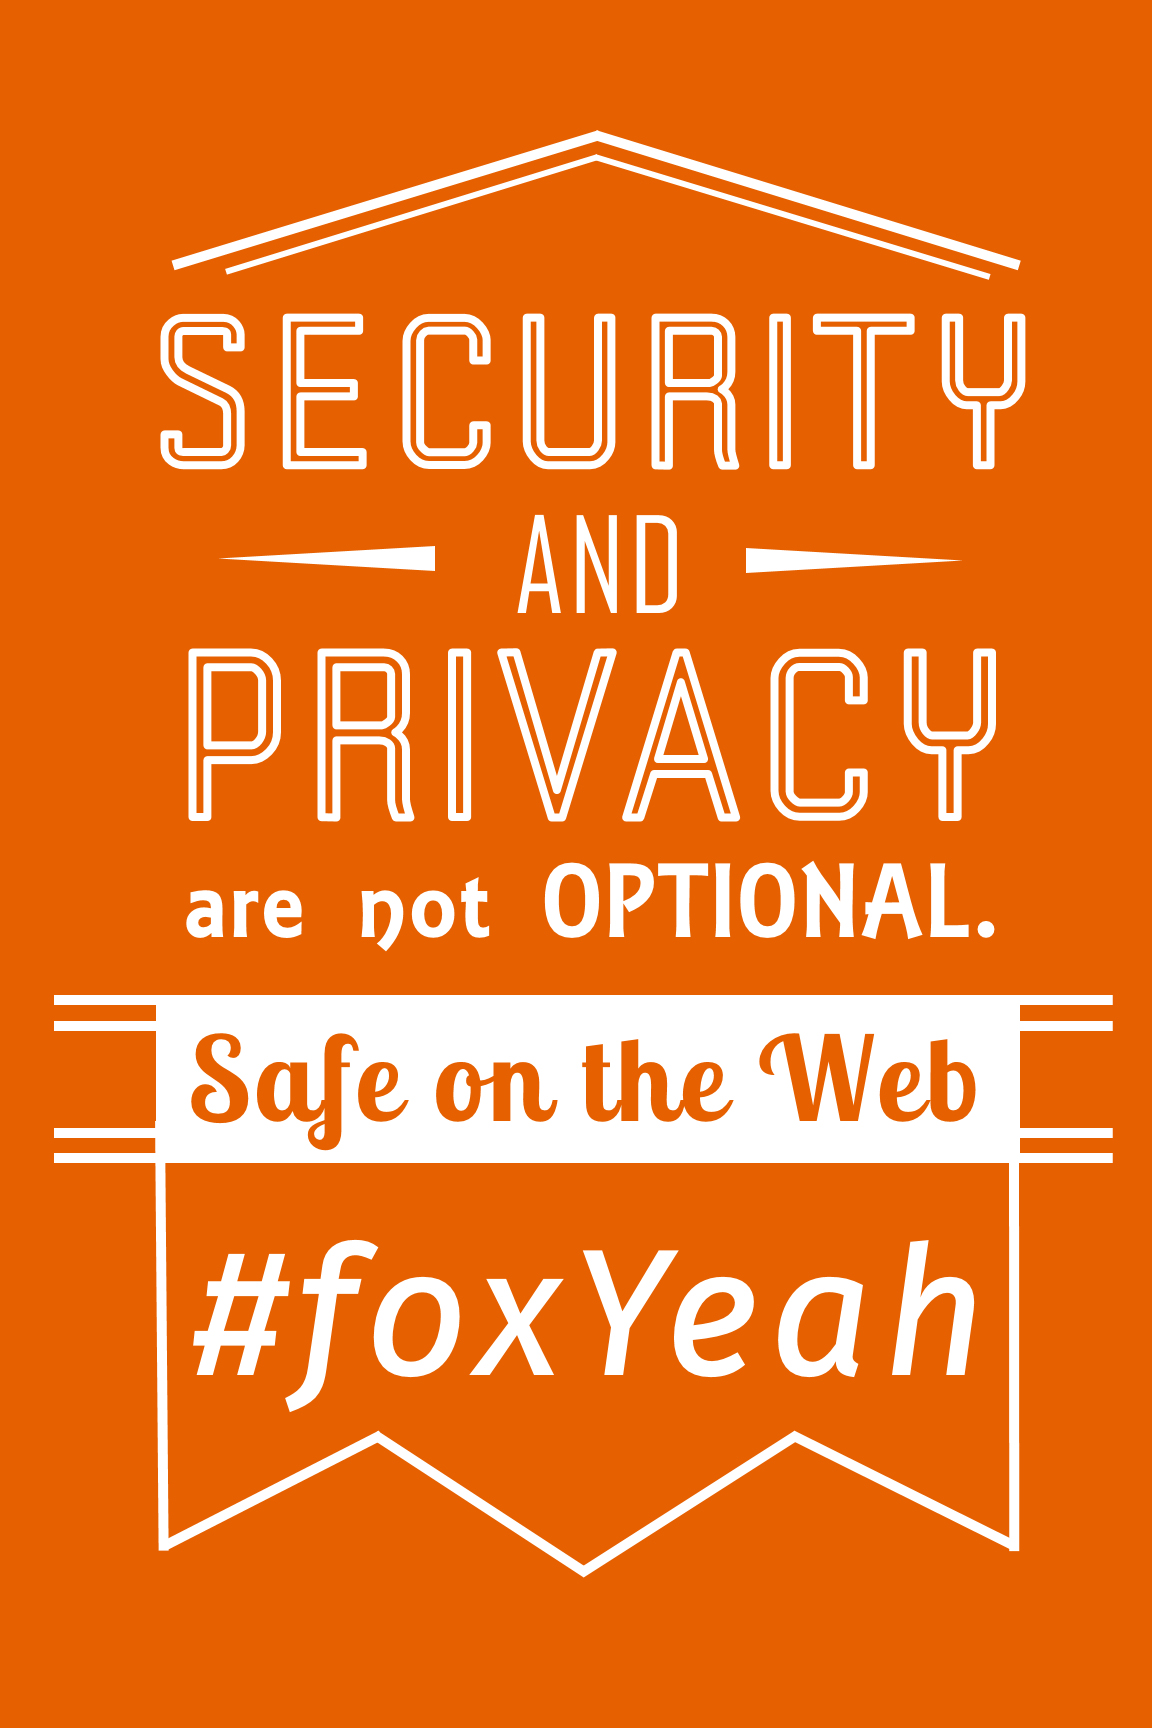 SECURITY
AND
PRIVACY
are not OPTIONAL.
Safe on the Web
#foxYeah